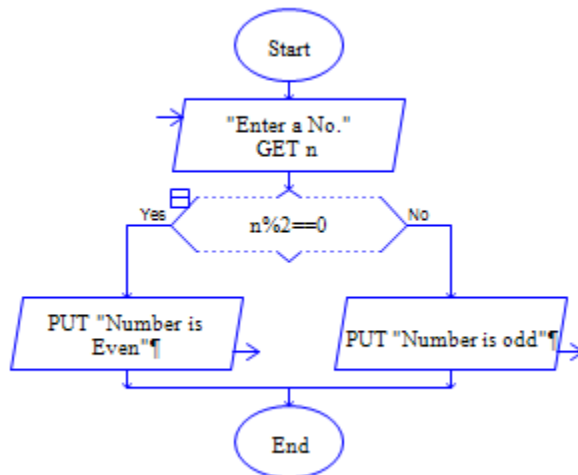 Start
"Enter a No."
GET n
Yes
n%2==0
No
PUT "Number is
Even"¶
PUT "Number is odd"¶
End